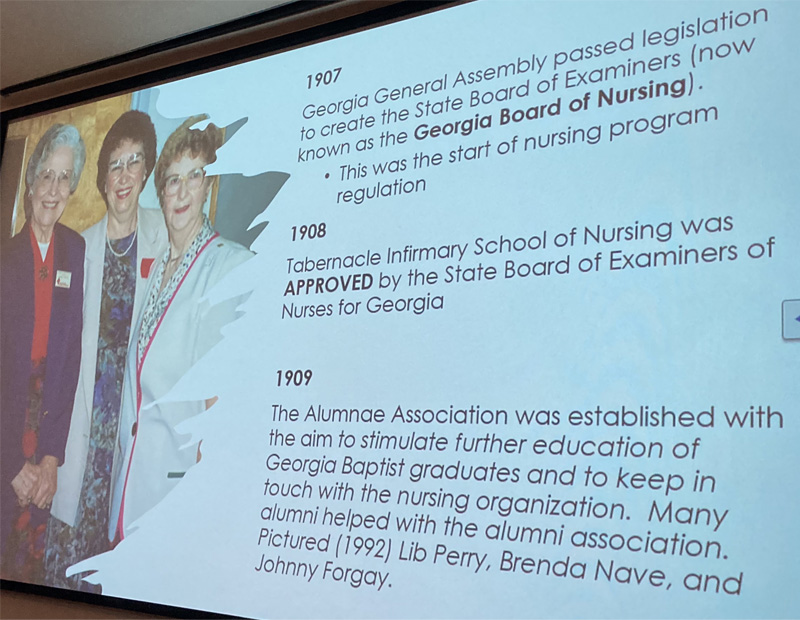 1907
Georgia General Assembly passed legislation
to create the State Board of Examiners (now
known as the Georgia Board of Nursing).
• This was the start of nursing program
regulation
1908
Tabernacle Infirmary School of Nursing was
APPROVED by the State Board of Examiners of
Nurses for Georgia
1909
The Alumnae Association was established with
the aim to stimulate further education of
Georgia Baptist graduates and to keep in
touch with the nursing organization. Many
alumni helped with the alumni association.
Pictured (1992) Lib Perry, Brenda Nave, and
Johnny Forgay.